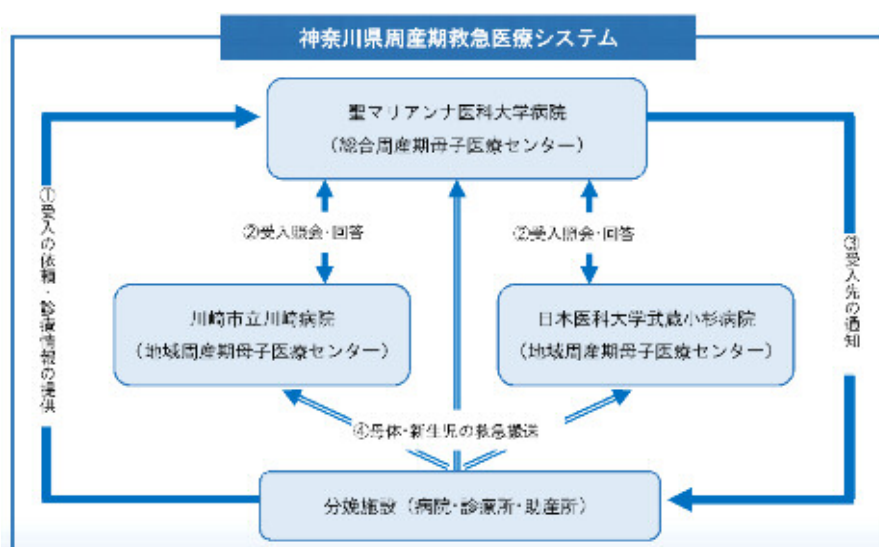 神奈川県周産期救急医療システム
聖マリアンナ医科大学病院
（総合周産期母子医療センター）
①受入の依頼・診療情報の提供
②受入照会・回答
②受入照会・回答
③受入先の通知
川崎市立川崎病院
（地域周産期母子医療センター）
日本医科大学武蔵小杉病院
（地域周産期母子医療センター）
④母体・新生児の救急搬送
分娩施設（病院・診療所・助産所）